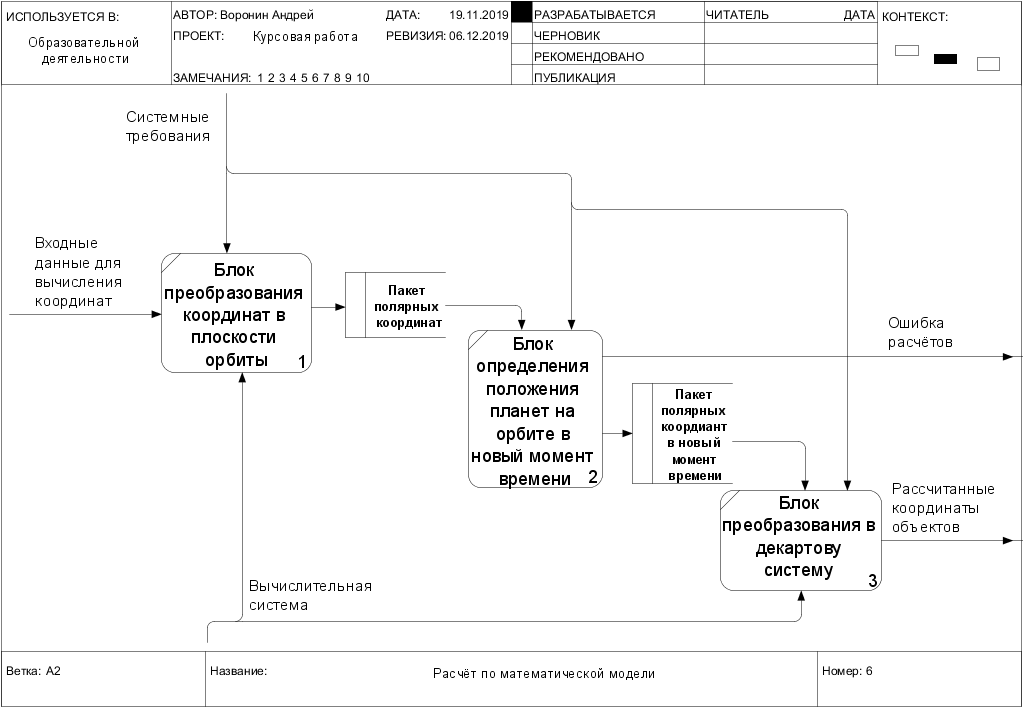 ИСПОЛЬЗУЕТСЯ В:
Образовательной
деятельности
АВТОР: Воронин Андрей
ДАТА: 19.11.2019
ПРОЕКТ: Курсовая работа
РЕВИЗИЯ: 06.12.2019
ЗАМЕЧАНИЯ: 1 2 3 4 5 6 7 8 9 10
РАЗРАБАТЫВАЕТСЯ
ЧЕРНОВИК
РЕКОМЕНДОВАНО
ПУБЛИКАЦИЯ
ЧИТАТЕЛЬ ДАТА
КОНТЕКСТ:
Системные
требования
Входные
данные для
вычисления
координат
Блок
преобразования
координат в
плоскости
орбиты
1
Пакет
полярных
координат
Блок
определения
положения
планет на
орбите в
новый момент
времени
2
Ошибка
расчётов
Пакет
полярных
коордиант
в новый
момент
времени
Блок
преобразования в
декартову
систему
3
Рассчитанные
координаты
объектов
Вычислительная
система
Ветка: A2
Название:
Расчёт по математической модели
Номер: 6